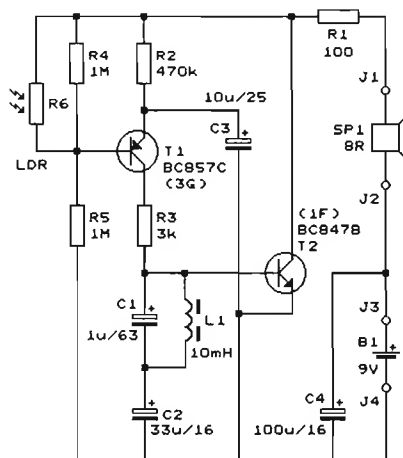 R4
1M
R2
470k
R1
100
J1
R6
LDR
10u/25
C3
+
SP1
8R
T1
BC857C
(3G)
J2
R5
1M
R3
3k
(1F)
BC847B
T2
C1
+
1u/63
L1
10mH
J3
B1
+
9V
J4
C2
+
33u/16
C4
+
100u/16